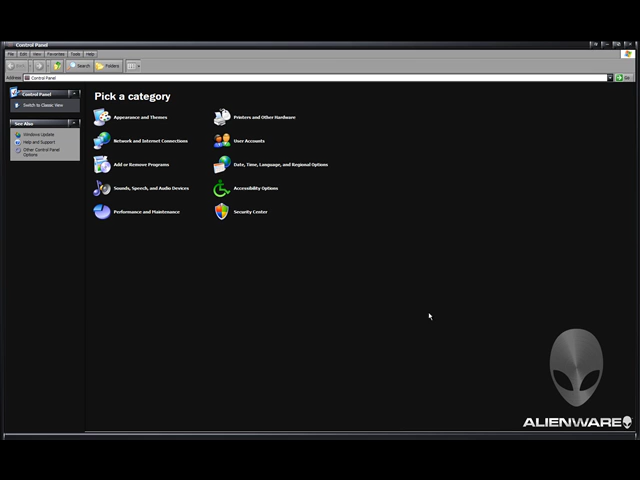 Control Panel
File Edit View Favorites Tools Help
Search Folders
Address Control Panel Go
Control Panel
Switch to Classic View
See Also
Windows Update
Help and Support
Other Control Panel
Options
Pick a category
Appearance and Themes
Printers and Other Hardware
Network and Internet Connections
User Accounts
Add or Remove Programs
Date, Time, Language, and Regional Options
Sounds, Speech, and Audio Devices
Accessibility Options
Performance and Maintenance
Security Center
ALIENWARE